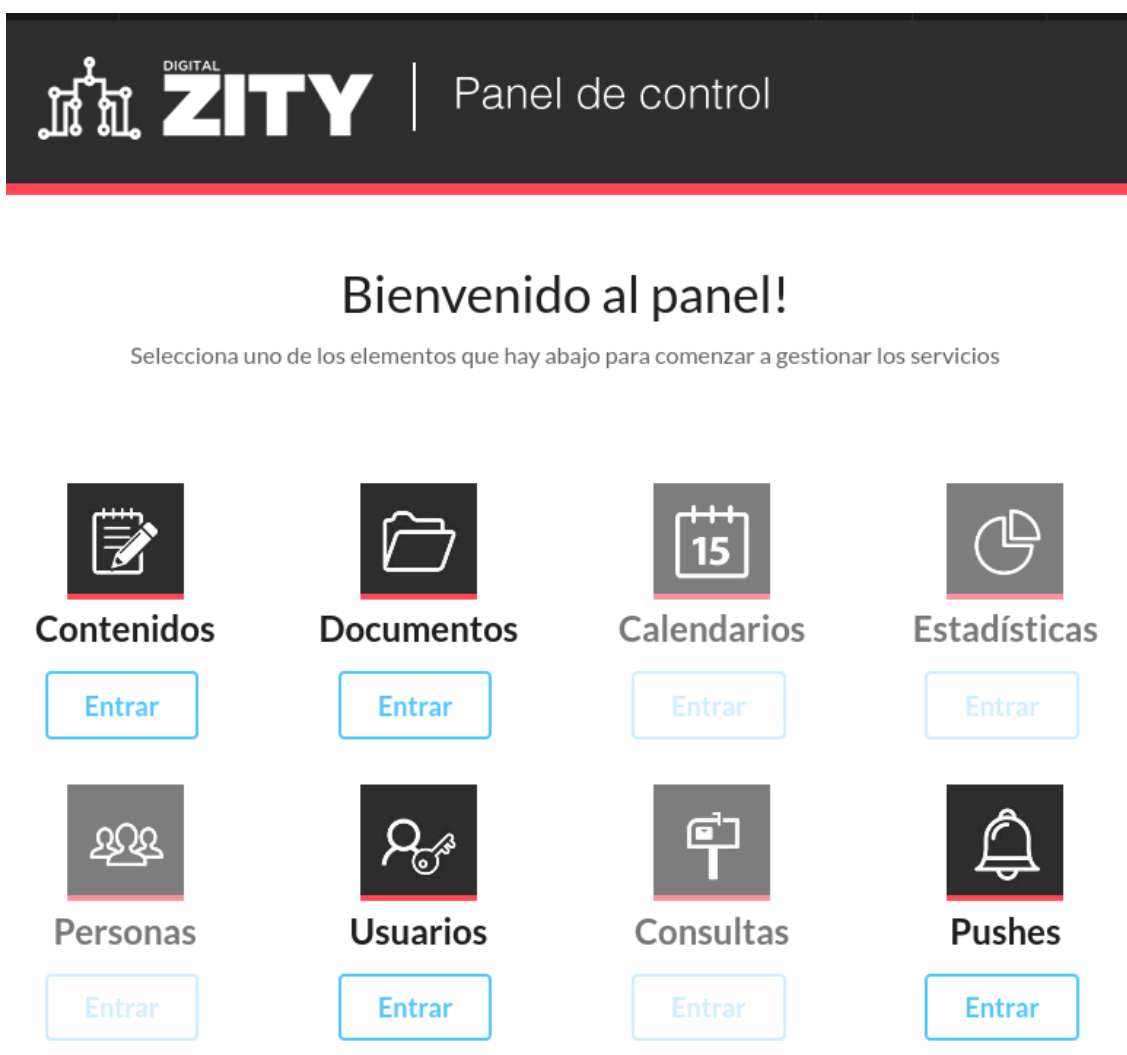 DIGITAL
ZITY
Panel de control
Bienvenido al panel!
Selecciona uno de los elementos que hay abajo para comenzar a gestionar los servicios
15
Contenidos
Documentos
Calendarios
Estadísticas
Entrar
Entrar
Entrar
Entrar
Personas
Usuarios
Consultas
Pushes
Entrar
Entrar
Entrar
Entrar